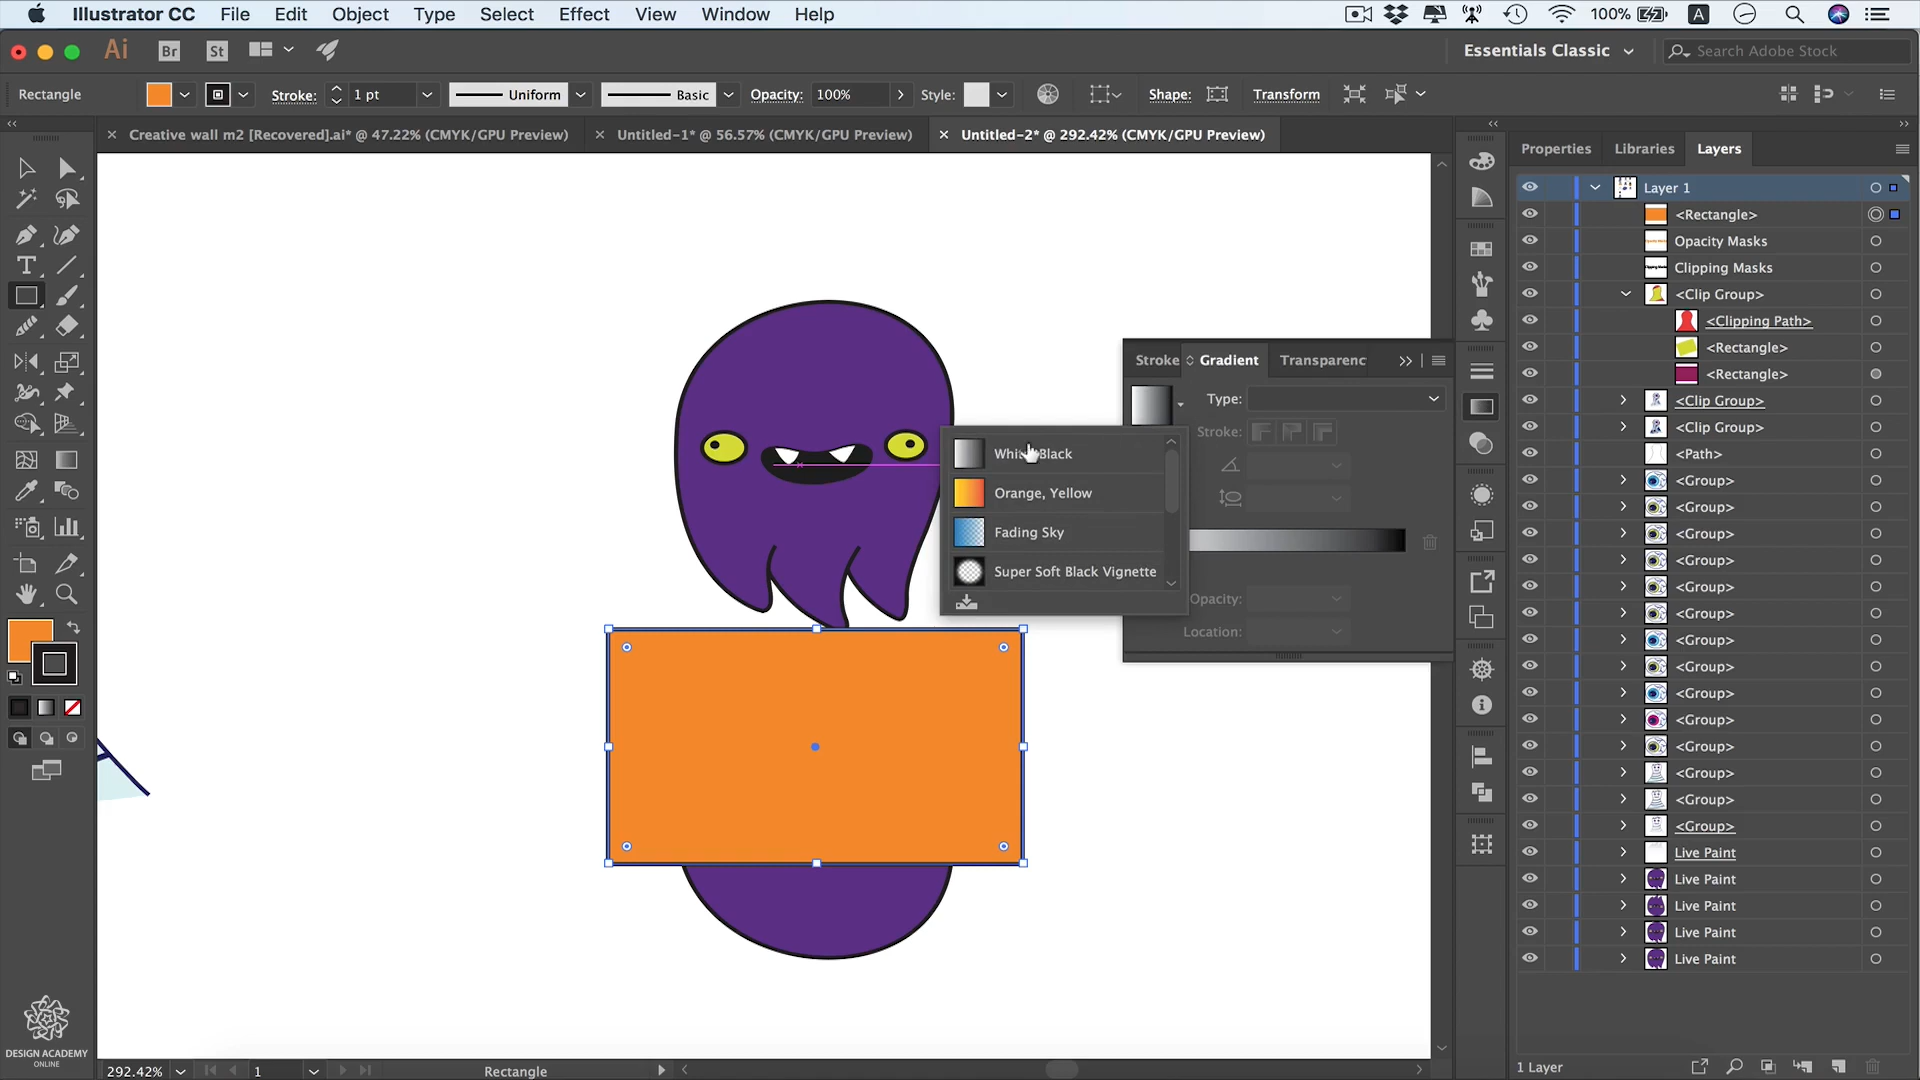 Illustrator CC File Edit Object Type Select Effect View Window Help 100% A
Ai Br St Essentials Classic Search Adobe Stock
Rectangle Stroke: 1 pt Uniform Basic Opacity: 100% Style: Shape: Transform
Creative wall m2 [Recovered].ai* @ 47.22% (CMYK/GPU Preview) Untitled-1* @ 56.57% (CMYK/GPU Preview) Untitled-2* @ 292.42% (CMYK/GPU Preview)
Properties Libraries Layers
Layer 1
<Rectangle>
Opacity Masks
Clipping Masks
<Clip Group>
<Clipping Path>
<Rectangle>
<Rectangle>
<Clip Group>
<Clip Group>
<Path>
<Group>
<Group>
<Group>
<Group>
<Group>
<Group>
<Group>
<Group>
<Group>
<Group>
<Group>
<Group>
<Group>
<Group>
Live Paint
Live Paint
Live Paint
Live Paint
Live Paint
1 Layer
Stroke Gradient Transparenc
Type:
Stroke:
Opacity:
Location:
Black
Orange, Yellow
Fading Sky
Super Soft Black Vignette
DESIGN ACADEMY
ONLINE
292.42% 1 Rectangle